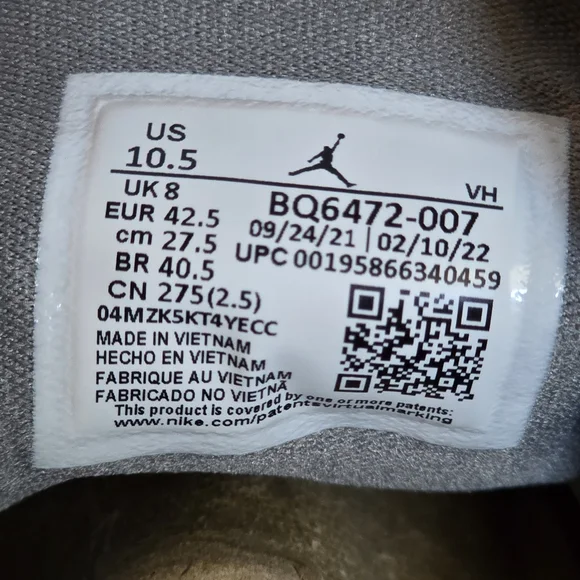 US
10.5
VH
UK 8
EUR 42.5
cm 27.5
BR 40.5
CN 275(2.5)
BQ6472-007
09/24/21 | 02/10/22
UPC 00195866340459
04MZK5KT4YECC
MADE IN VIETNAM
HECHO EN VIETNAM
FABRIQUE AU VIETNAM
FABRICADO NO VIETNÃ
This product is covered by one or more patents:
www.nike.com/patentsvirtualmarking